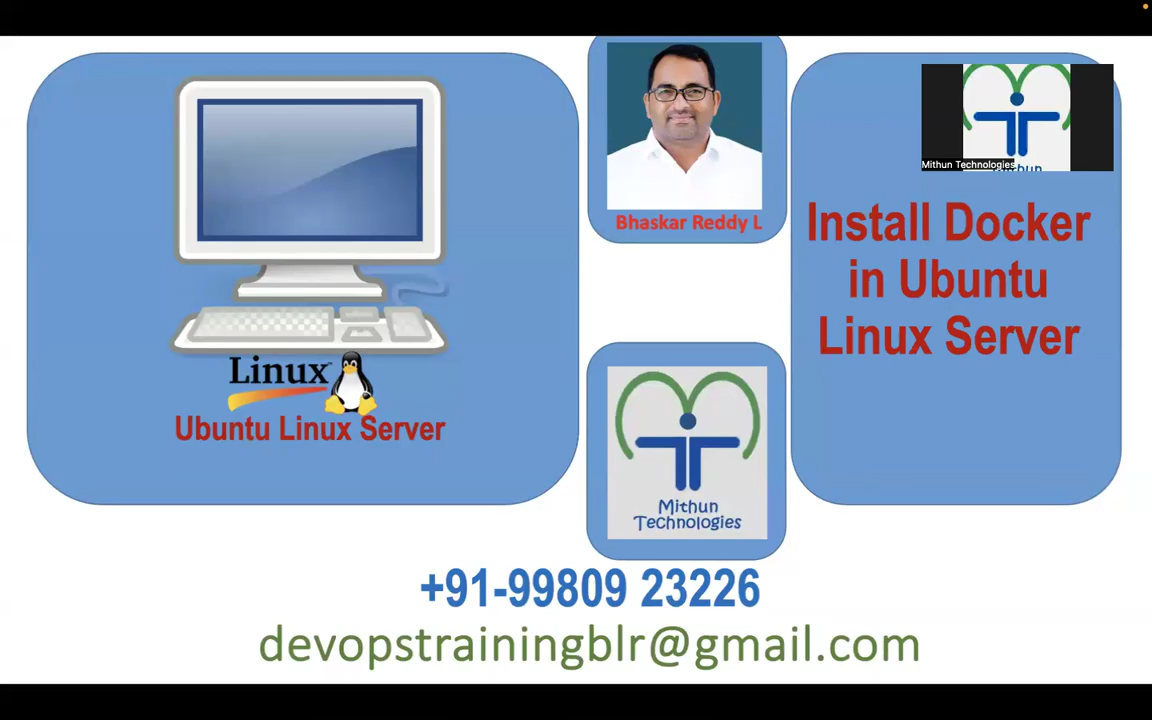 Linux™
Ubuntu Linux Server
Bhaskar Reddy L
Mithun
Technologies
Mithun Technologies
Install Docker
in Ubuntu
Linux Server
+91-99809 23226
devopstrainingblr@gmail.com